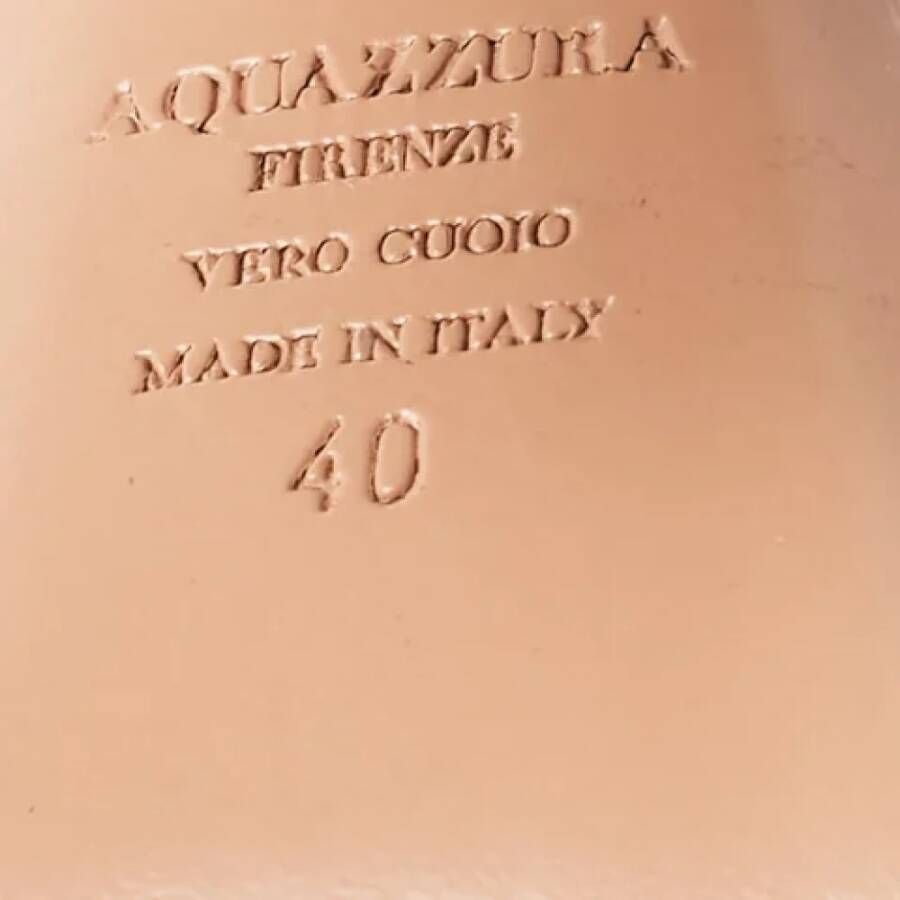 AQUAZZURA
FIRENZE
VERO CUOIO
MADE IN ITALY
40